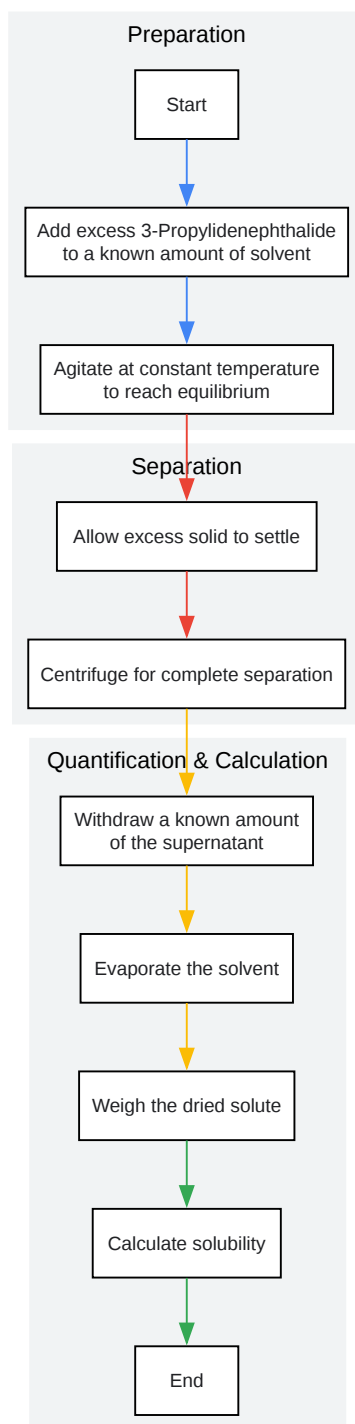 Preparation
Start
Add excess 3-Propylidenephthalide
to a known amount of solvent
Agitate at constant temperature
to reach equilibrium
Separation
Allow excess solid to settle
Centrifuge for complete separation
Quantification & Calculation
Withdraw a known amount
of the supernatant
Evaporate the solvent
Weigh the dried solute
Calculate solubility
End